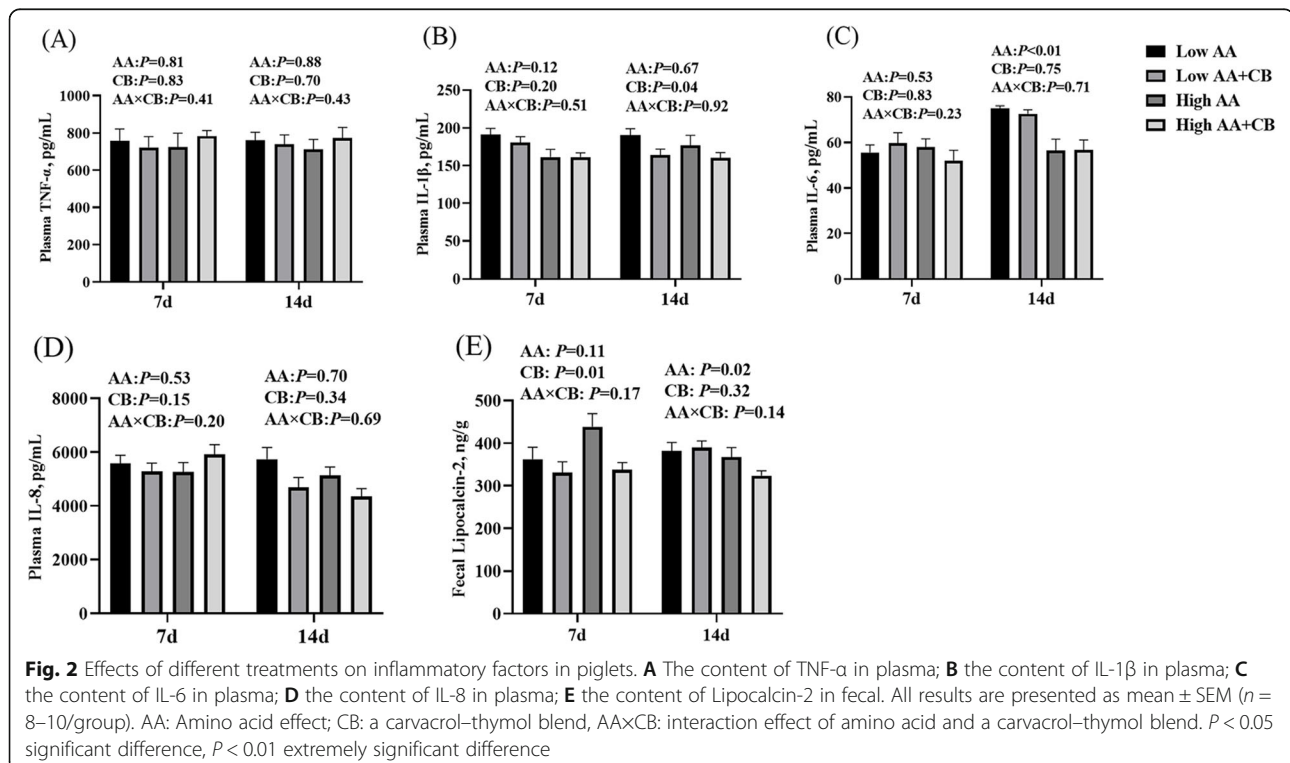 (A)
AA:P=0.81
CB:P=0.83
AA×CB:P=0.41
AA:P=0.88
CB:P=0.70
AA×CB:P=0.43
Plasma TNF-α, pg/mL
1000
800
600
400
200
0
7d
14d
(B)
AA:P=0.12
CB:P=0.20
AA×CB:P=0.51
AA:P=0.67
CB:P=0.04
AA×CB:P=0.92
Plasma IL-1β, pg/mL
250
200
150
100
50
0
7d
14d
(C)
AA:P=0.53
CB:P=0.83
AA×CB:P=0.23
AA:P<0.01
CB:P=0.75
AA×CB:P=0.71
Plasma IL-6, pg/mL
80
60
40
20
0
7d
14d
Low AA
Low AA+CB
High AA
High AA+CB
(D)
AA:P=0.53
CB:P=0.15
AA×CB:P=0.20
AA:P=0.70
CB:P=0.34
AA×CB:P=0.69
Plasma IL-8, pg/mL
8000
6000
4000
2000
0
7d
14d
(E)
AA: P=0.11
CB: P=0.01
AA×CB: P=0.17
AA: P=0.02
CB: P=0.32
AA×CB: P=0.14
Fecal Lipocalcin-2, ng/g
500
400
300
200
100
0
7d
14d
Fig. 2 Effects of different treatments on inflammatory factors in piglets. A The content of TNF-α in plasma; B the content of IL-1β in plasma; C
the content of IL-6 in plasma; D the content of IL-8 in plasma; E the content of Lipocalcin-2 in fecal. All results are presented as mean ± SEM (n =
8–10/group). AA: Amino acid effect; CB: a carvacrol–thymol blend, AA×CB: interaction effect of amino acid and a carvacrol–thymol blend. P < 0.05
significant difference, P < 0.01 extremely significant difference